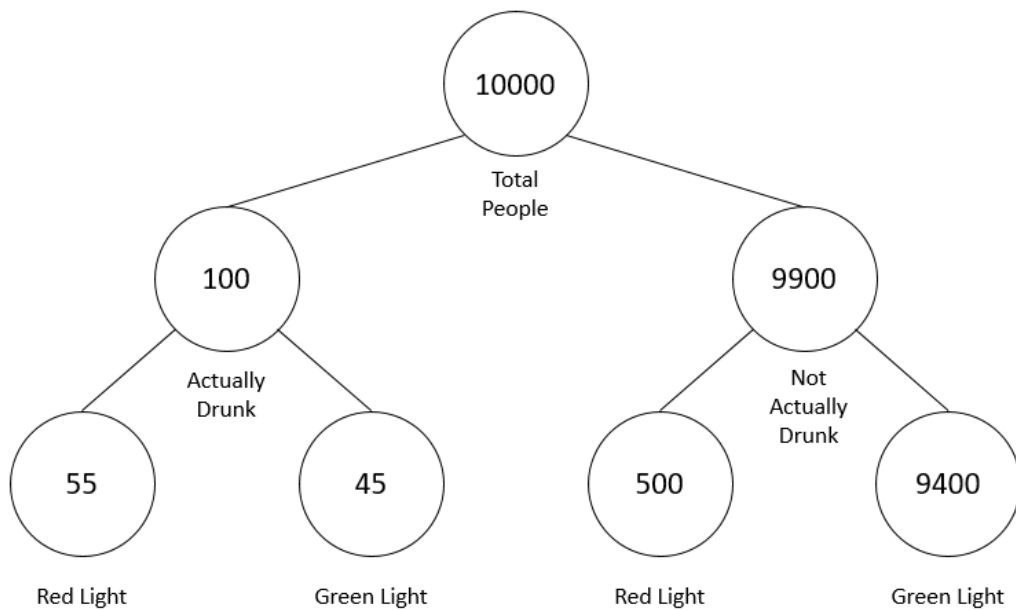 10000
Total
People
100
9900
Actually
Drunk
Not
Actually
Drunk
55
45
500
9400
Red Light
Green Light
Red Light
Green Light